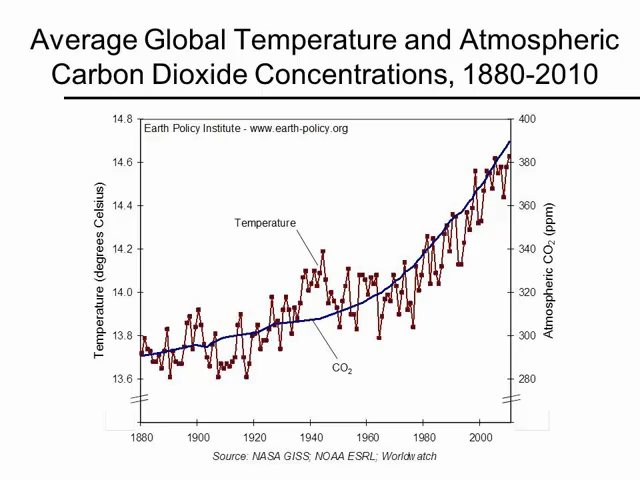 Average Global Temperature and Atmospheric
Carbon Dioxide Concentrations, 1880-2010
Earth Policy Institute - www.earth-policy.org
14.8
14.6
14.4
14.2
14.0
13.8
13.6
Temperature (degrees Celsius)
Temperature
CO₂
400
380
360
340
320
300
280
Atmospheric CO₂ (ppm)
1880 1900 1920 1940 1960 1980 2000
Source: NASA GISS; NOAA ESRL; Worldwatch